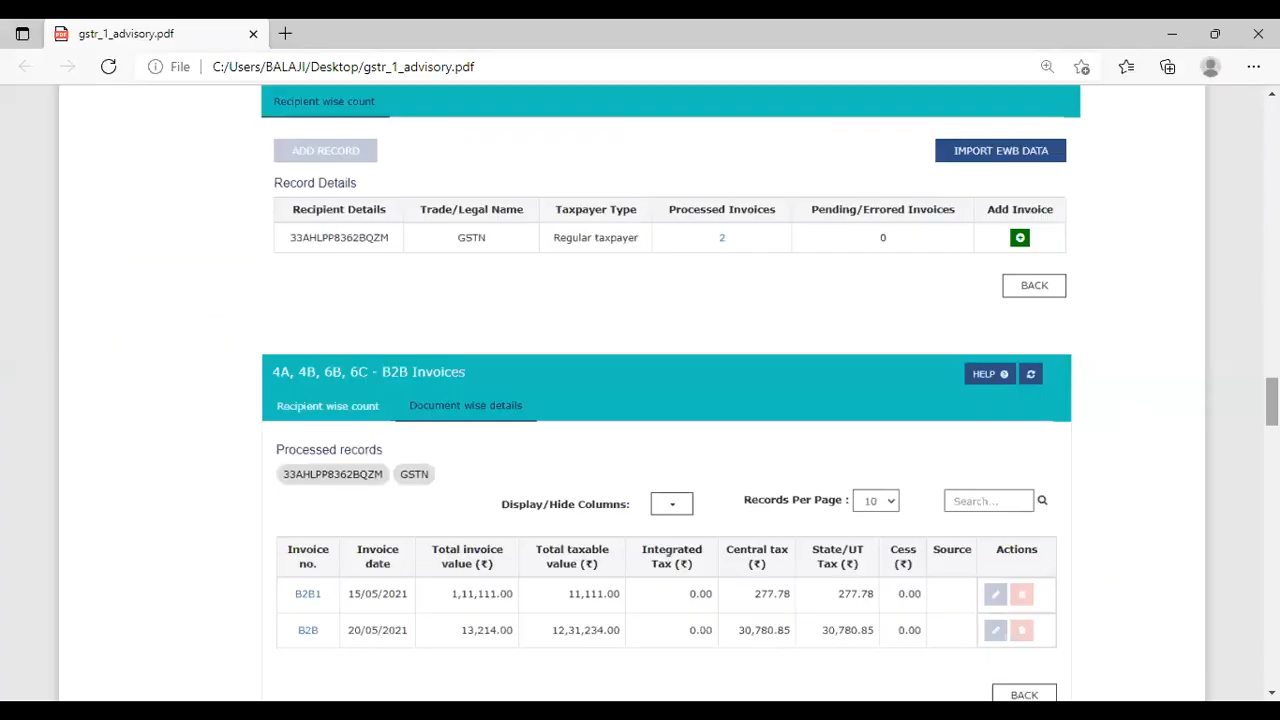 gstr_1_advisory.pdf
File C:/Users/BALAJI/Desktop/gstr_1_advisory.pdf
Recipient wise count
ADD RECORD IMPORT EWB DATA
Record Details
Recipient Details Trade/Legal Name Taxpayer Type Processed Invoices Pending/Errored Invoices Add Invoice
33AHLPP8362BQZM GSTN Regular taxpayer 2 0
BACK
4A, 4B, 6B, 6C - B2B Invoices HELP
Recipient wise count Document wise details
Processed records
33AHLPP8362BQZM GSTN
Display/Hide Columns: Records Per Page : 10 Search...
Invoice no. Invoice date Total invoice value (₹) Total taxable value (₹) Integrated Tax (₹) Central tax (₹) State/UT Tax (₹) Cess (₹) Source Actions
B2B1 15/05/2021 1,11,111.00 11,111.00 0.00 277.78 277.78 0.00
B2B 20/05/2021 13,214.00 12,31,234.00 0.00 30,780.85 30,780.85 0.00
BACK